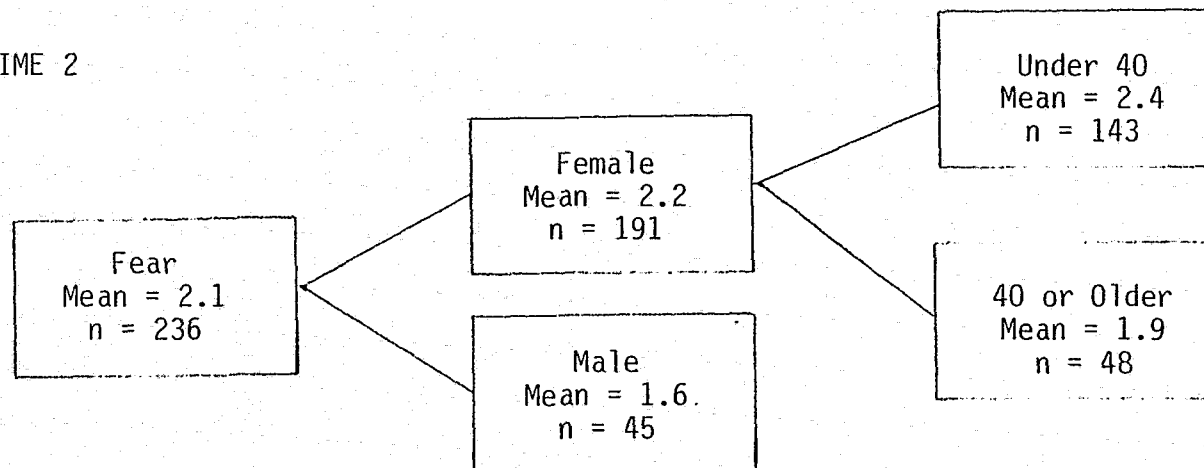 IME 2
Fear
Mean = 2.1
n = 236
Female
Mean = 2.2
n = 191
Male
Mean = 1.6
n = 45
Under 40
Mean = 2.4
n = 143
40 or Older
Mean = 1.9
n = 48